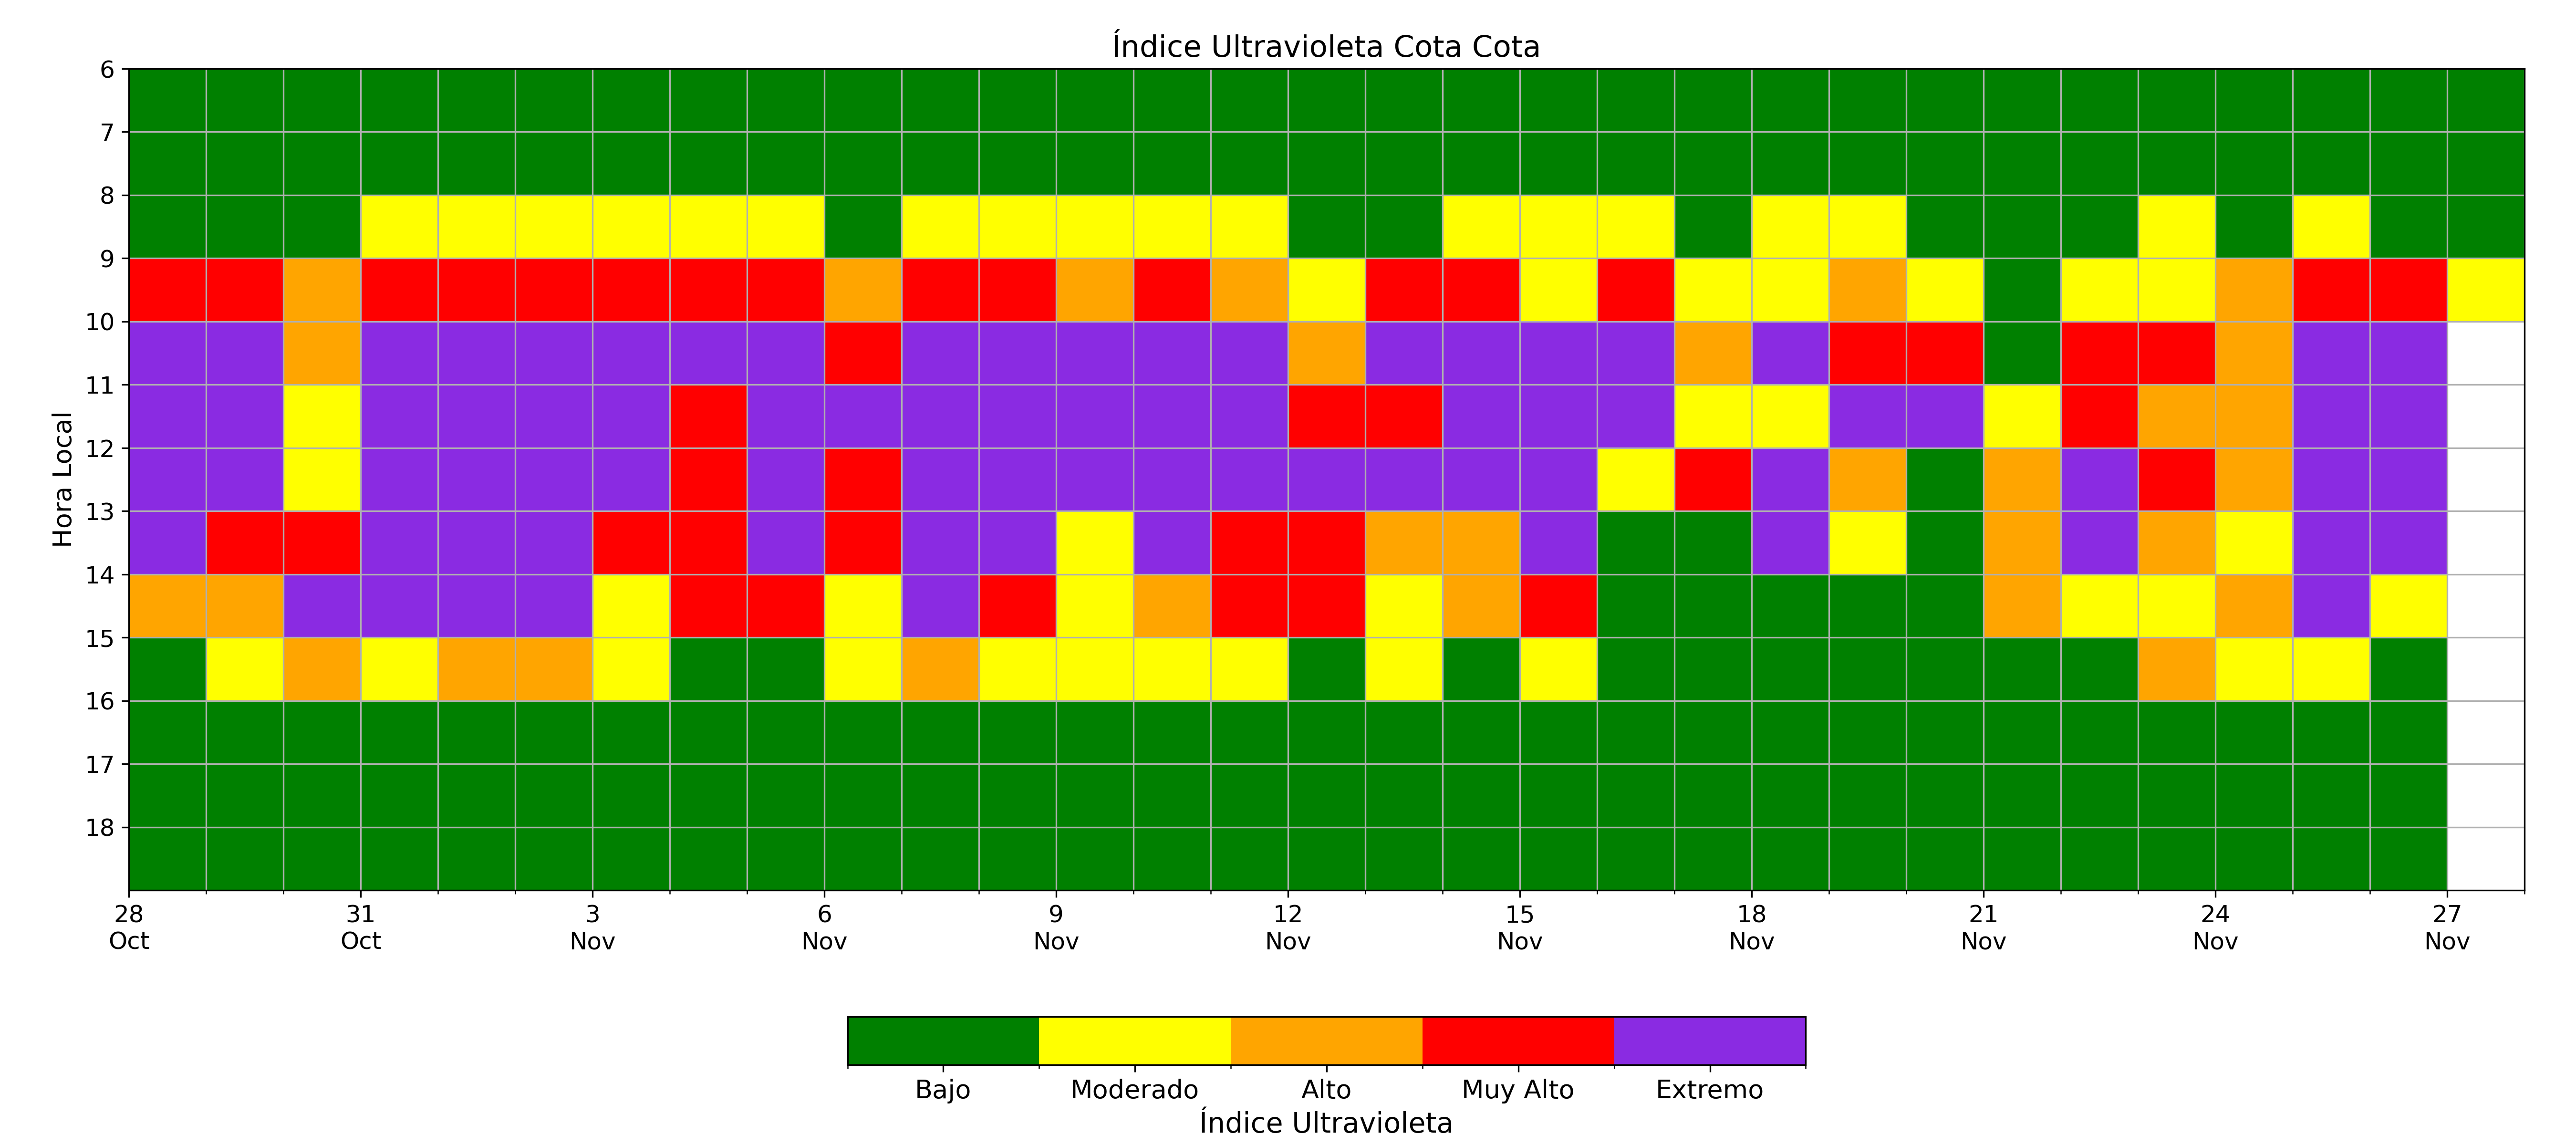 Índice Ultravioleta Cota Cota
Hora Local
6
7
8
9
10
11
12
13
14
15
16
17
18
28 31 3 6 9 12 15 18 21 24 27
Oct Oct Nov Nov Nov Nov Nov Nov Nov Nov Nov
Bajo Moderado Alto Muy Alto Extremo
Índice Ultravioleta